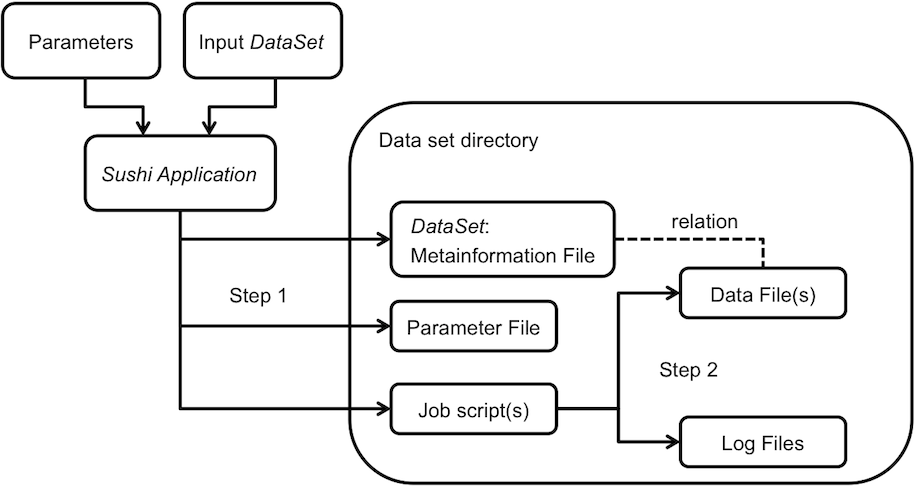 Parameters
Input DataSet
Sushi Application
Data set directory
DataSet:
Metainformation File
relation
Step 1
Data File(s)
Parameter File
Step 2
Job script(s)
Log Files